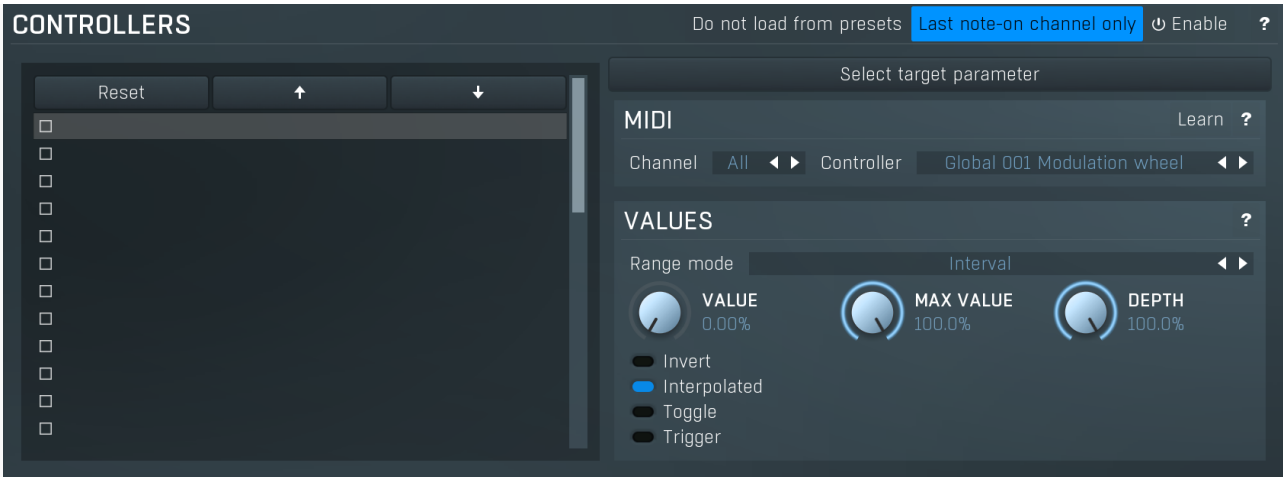 CONTROLLERS
Do not load from presets Last note-on channel only Enable ?
Reset
Select target parameter
MIDI Learn ?
Channel All Controller Global 001 Modulation wheel
VALUES ?
Range mode Interval
VALUE MAX VALUE DEPTH
0.00% 100.0% 100.0%
Invert
Interpolated
Toggle
Trigger